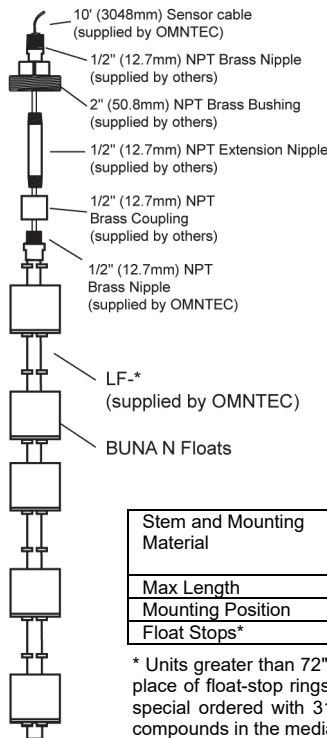 10' (3048mm) Sensor cable
(supplied by OMNTEC)
1/2" (12.7mm) NPT Brass Nipple
(supplied by others)
2" (50.8mm) NPT Brass Bushing
(supplied by others)
1/2" (12.7mm) NPT Extension Nipple
(supplied by others)
1/2" (12.7mm) NPT
Brass Coupling
(supplied by others)
1/2" (12.7mm) NPT
Brass Nipple
(supplied by OMNTEC)
LF-*
(supplied by OMNTEC)
BUNA N Floats
Stem and Mounting
Material
Max Length
Mounting Position
Float Stops*
* Units greater than 72"
place of float-stop rings
special ordered with 31
compounds in the media